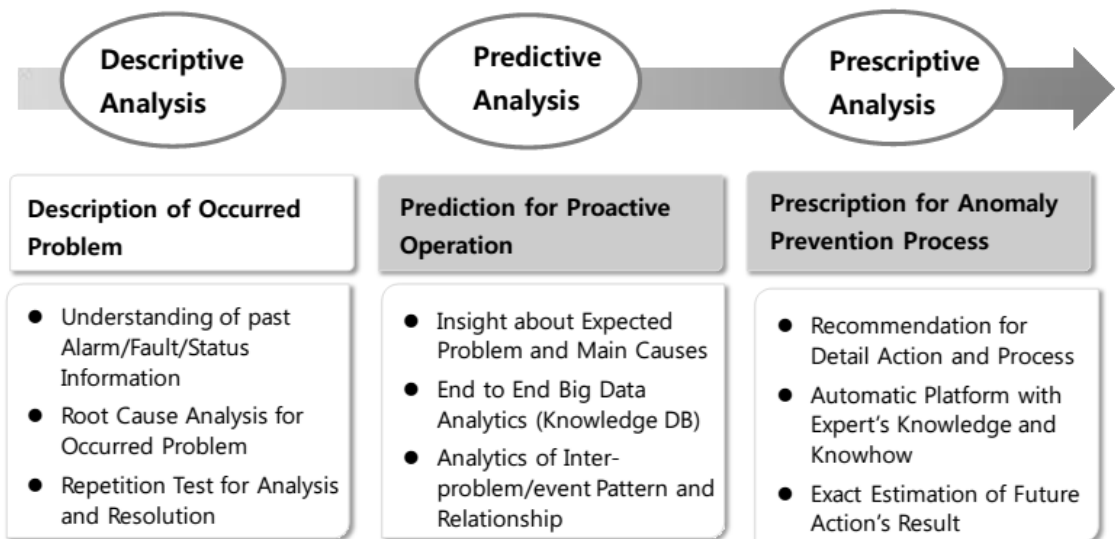 Descriptive
Analysis
Predictive
Analysis
Prescriptive
Analysis
Description of Occurred
Problem
● Understanding of past
Alarm/Fault/Status
Information
● Root Cause Analysis for
Occurred Problem
● Repetition Test for Analysis
and Resolution
Prediction for Proactive
Operation
● Insight about Expected
Problem and Main Causes
● End to End Big Data
Analytics (Knowledge DB)
● Analytics of Inter-
problem/event Pattern and
Relationship
Prescription for Anomaly
Prevention Process
● Recommendation for
Detail Action and Process
● Automatic Platform with
Expert's Knowledge and
Knowhow
● Exact Estimation of Future
Action's Result